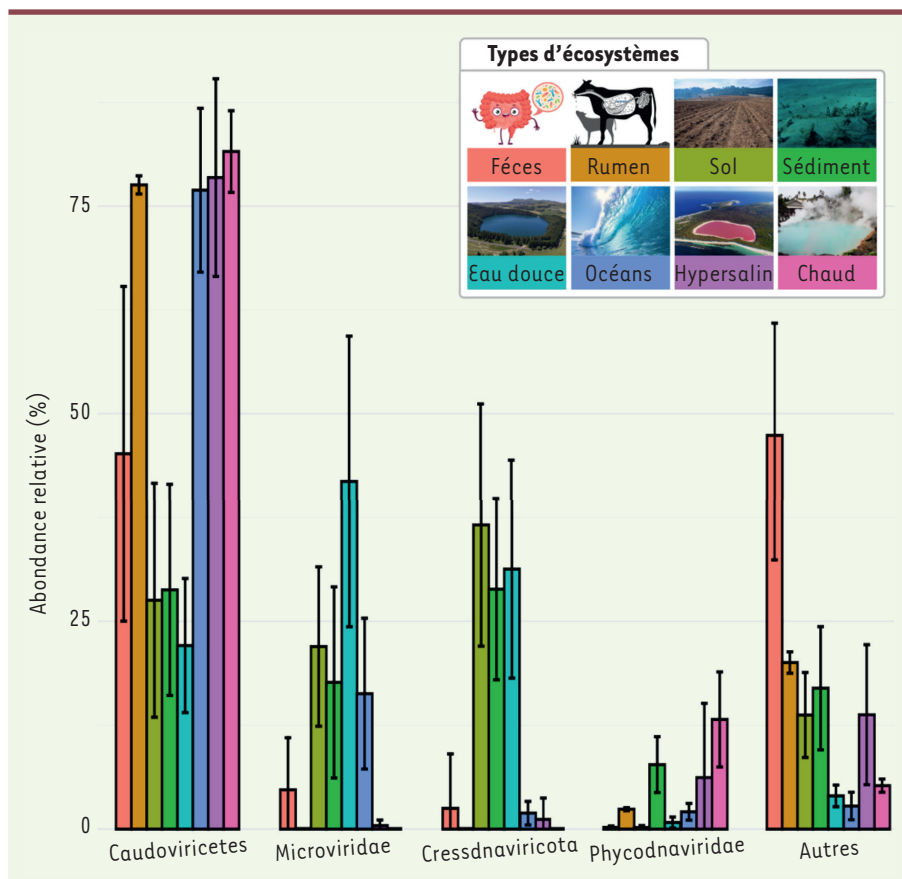 Types d'écosystèmes
Féces Rumen Sol Sédiment
Eau douce Océans Hypersalin Chaud
Abondance relative (%)
75
50
25
0
Caudoviricetes Microviridae Cressdnaviricota Phycodnaviridae Autres